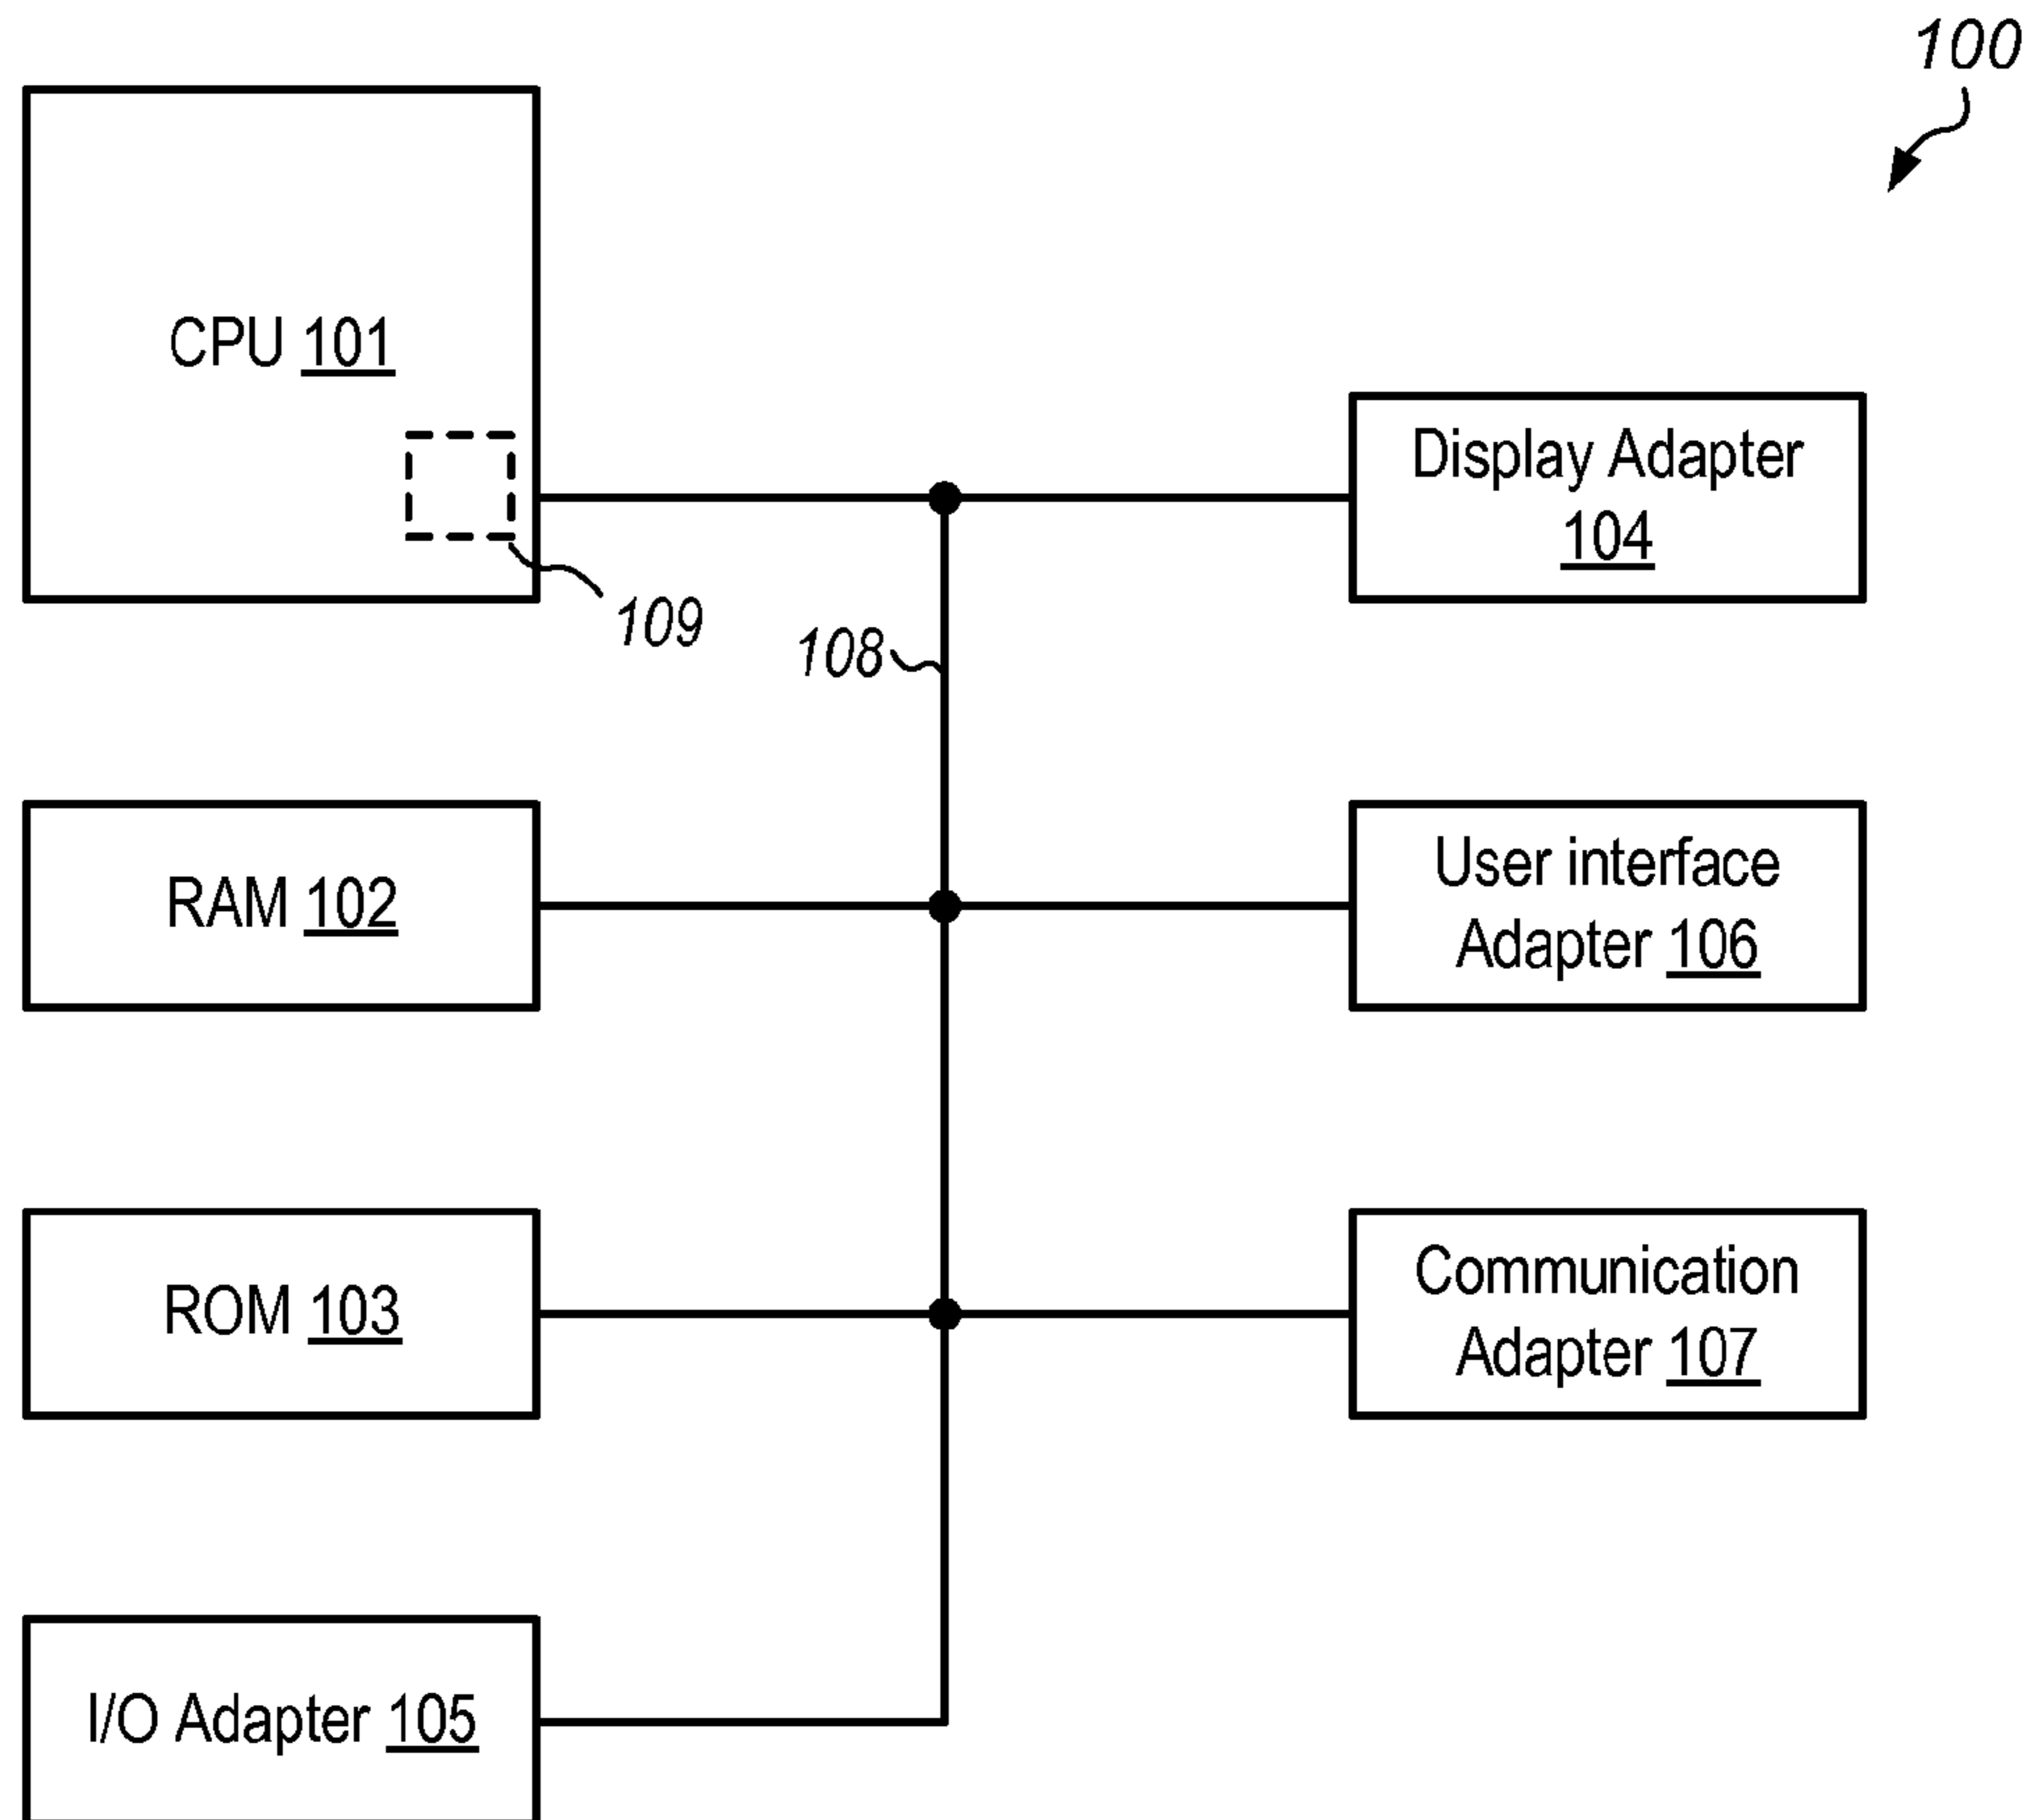 100
CPU 101
Display Adapter
104
109
108
RAM 102
User interface
Adapter 106
ROM 103
Communication
Adapter 107
I/O Adapter 105